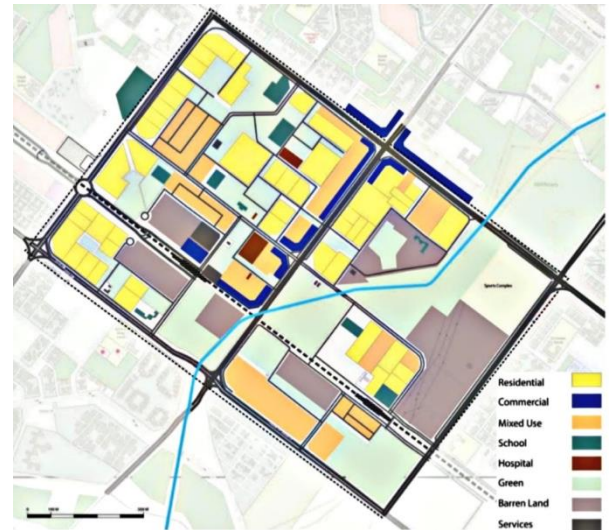 Sports Complex
Residential
Commercial
Mixed Use
School
Hospital
Green
Barren Land
Services